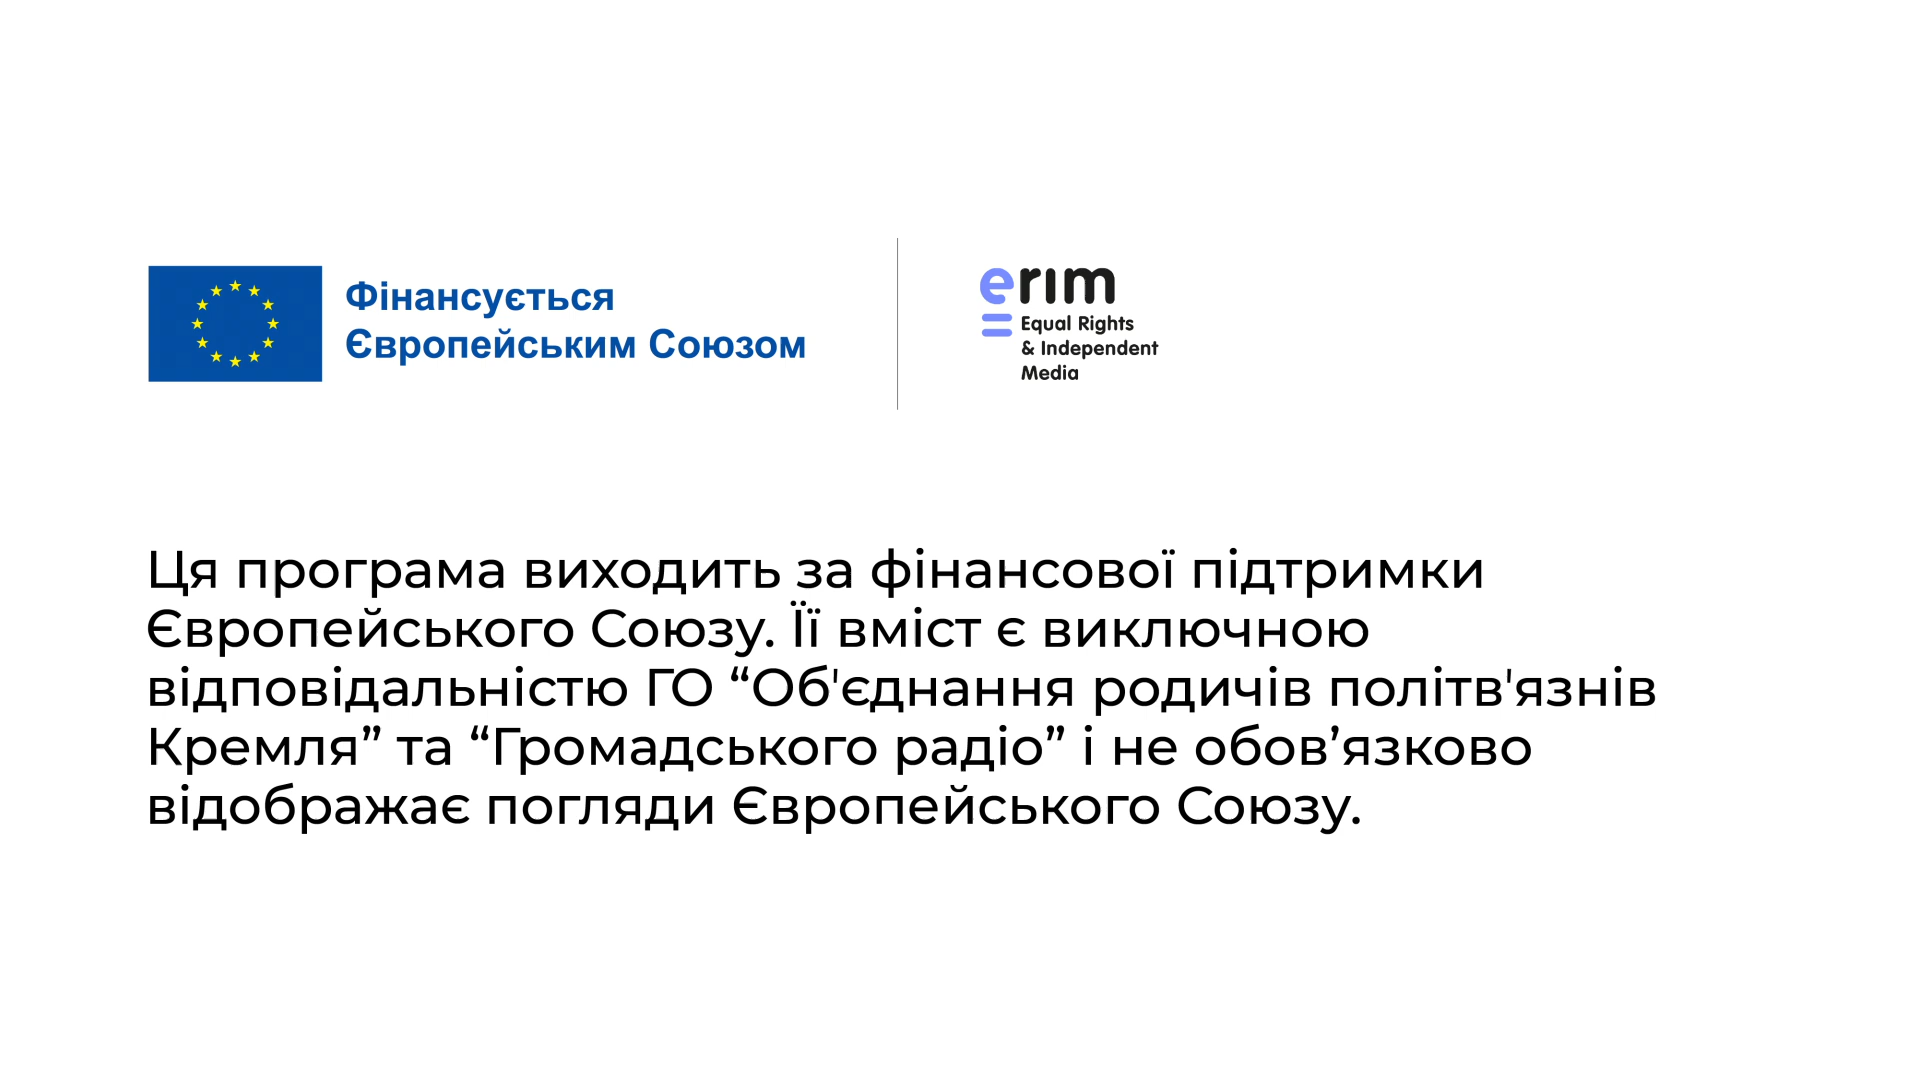 Фінансується
Європейським Союзом
erim
Equal Rights
& Independent
Media
Ця програма виходить за фінансової підтримки
Європейського Союзу. Її вміст є виключною
відповідальністю ГО “Об'єднання родичів політв'язнів
Кремля” та “Громадського радіо” і не обов’язково
відображає погляди Європейського Союзу.